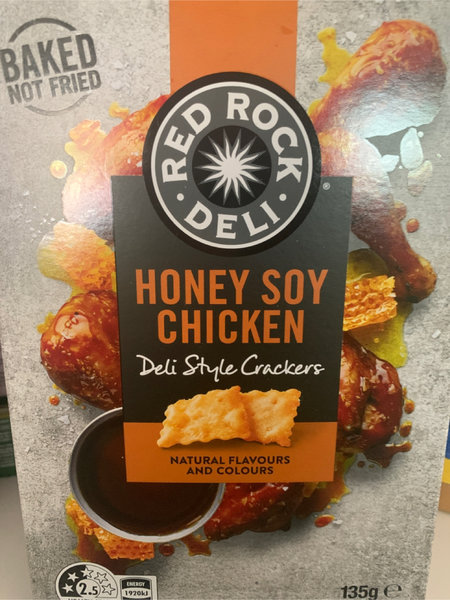 BAKED
NOT FRIED
RED ROCK
DELI
®
HONEY SOY
CHICKEN
Deli Style Crackers
NATURAL FLAVOURS
AND COLOURS
2.5
ENERGY
1920kJ
135g ℮